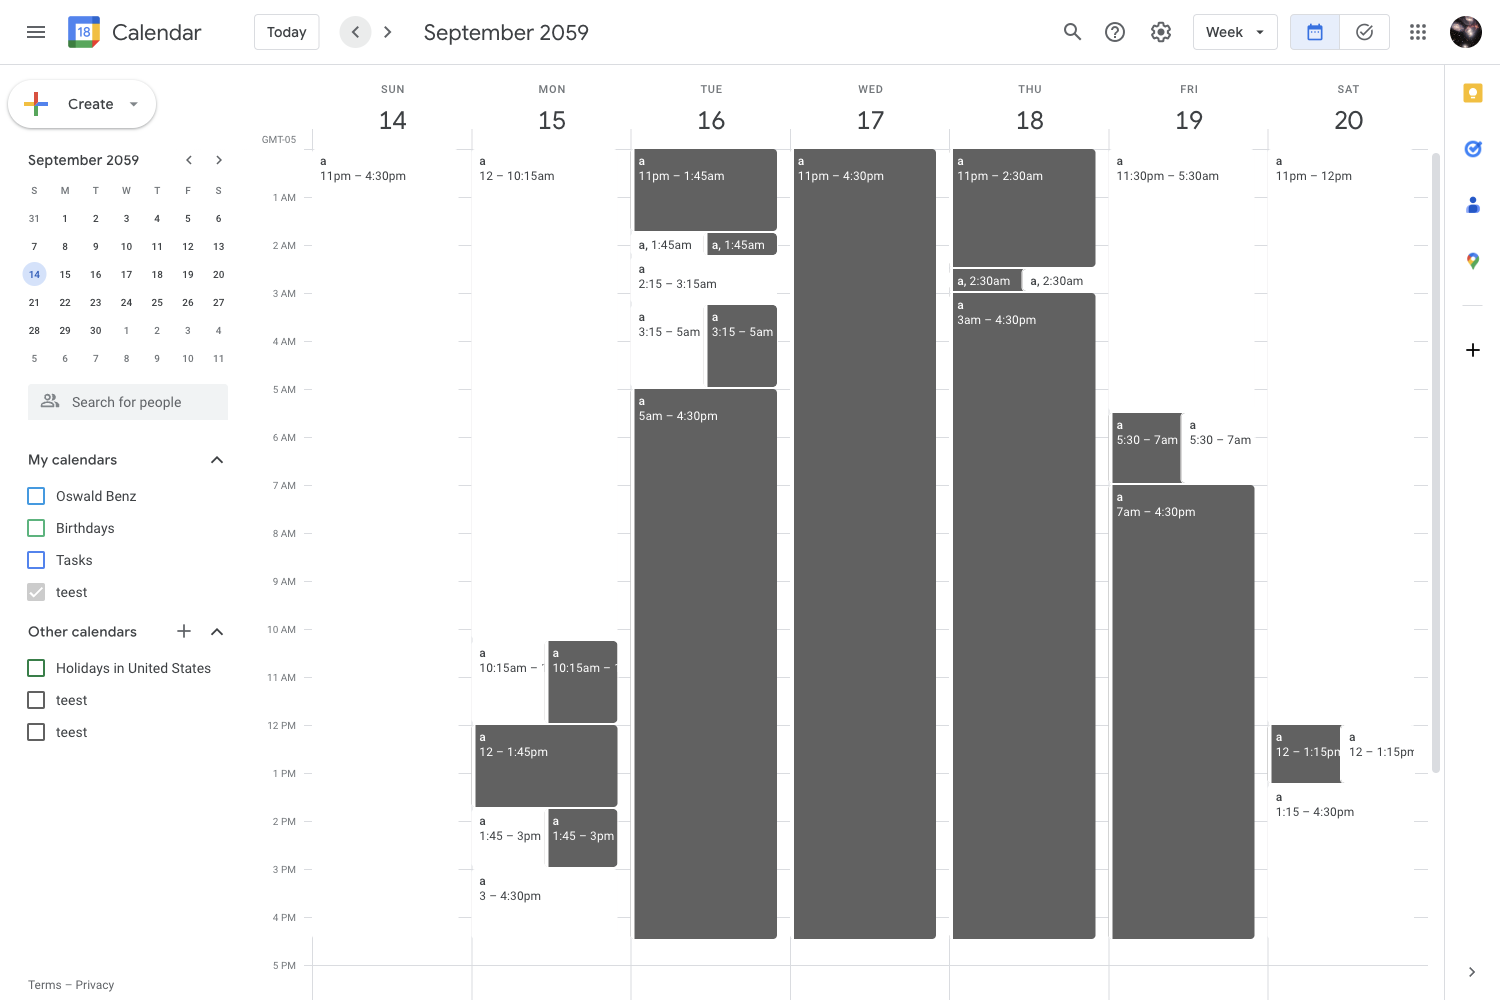 18 Calendar
Today
September 2059
Week
Create
September 2059
S M T W T F S
31 1 2 3 4 5 6
7 8 9 10 11 12 13
14 15 16 17 18 19 20
21 22 23 24 25 26 27
28 29 30 1 2 3 4
5 6 7 8 9 10 11
Search for people
My calendars
Oswald Benz
Birthdays
Tasks
teest
Other calendars
Holidays in United States
teest
teest
Terms – Privacy
GMT-05
1 AM
2 AM
3 AM
4 AM
5 AM
6 AM
7 AM
8 AM
9 AM
10 AM
11 AM
12 PM
1 PM
2 PM
3 PM
4 PM
5 PM
SUN
14
a
11pm – 4:30pm
MON
15
a
12 – 10:15am
a
10:15am –
a
10:15am –
a
12 – 1:45pm
a
1:45 – 3pm
a
1:45 – 3pm
a
3 – 4:30pm
TUE
16
a
11pm – 1:45am
a, 1:45am
a, 1:45am
a
2:15 – 3:15am
a
3:15 – 5am
a
3:15 – 5am
a
5am – 4:30pm
WED
17
a
11pm – 4:30pm
THU
18
a
11pm – 2:30am
a, 2:30am
a, 2:30am
a
3am – 4:30pm
FRI
19
a
11:30pm – 5:30am
a
5:30 – 7am
a
5:30 – 7am
a
7am – 4:30pm
SAT
20
a
11pm – 12pm
a
12 – 1:15pm
a
12 – 1:15pm
a
1:15 – 4:30pm